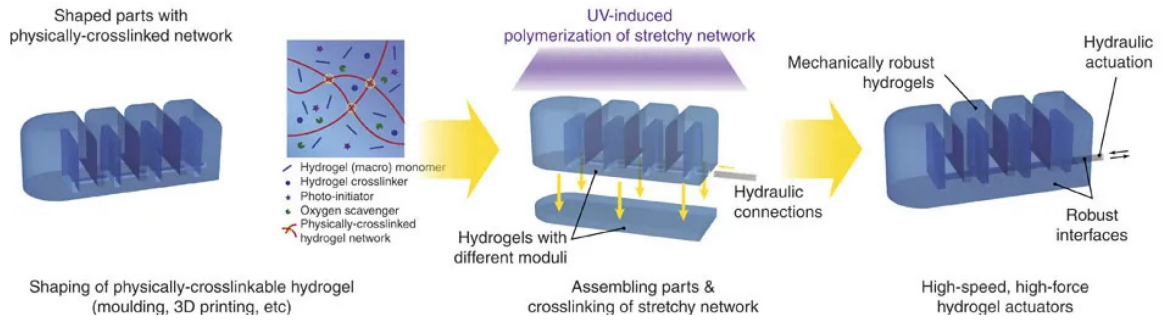 Shaped parts with
physically-crosslinked network
Hydrogel (macro) monomer
Hydrogel crosslinker
Photo-initiator
Oxygen scavenger
Physically-crosslinked
hydrogel network
Shaping of physically-crosslinkable hydrogel
(moulding, 3D printing, etc)
UV-induced
polymerization of stretchy network
Hydraulic
connections
Hydrogels with
different moduli
Assembling parts &
crosslinking of stretchy network
Mechanically robust
hydrogels
Hydraulic
actuation
Robust
interfaces
High-speed, high-force
hydrogel actuators